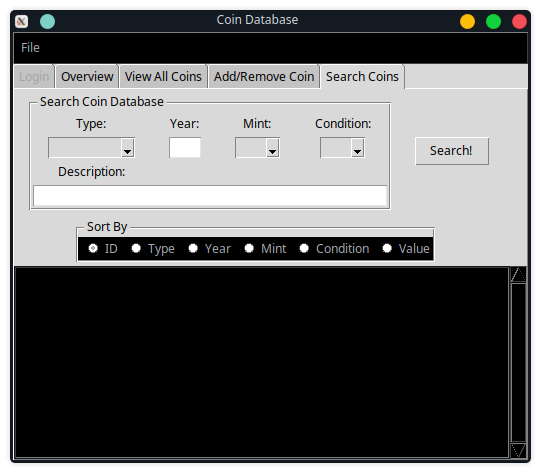 Coin Database
File
Login Overview View All Coins Add/Remove Coin Search Coins
Search Coin Database
Type: Year: Mint: Condition:
Search!
Description:
Sort By
ID Type Year Mint Condition Value